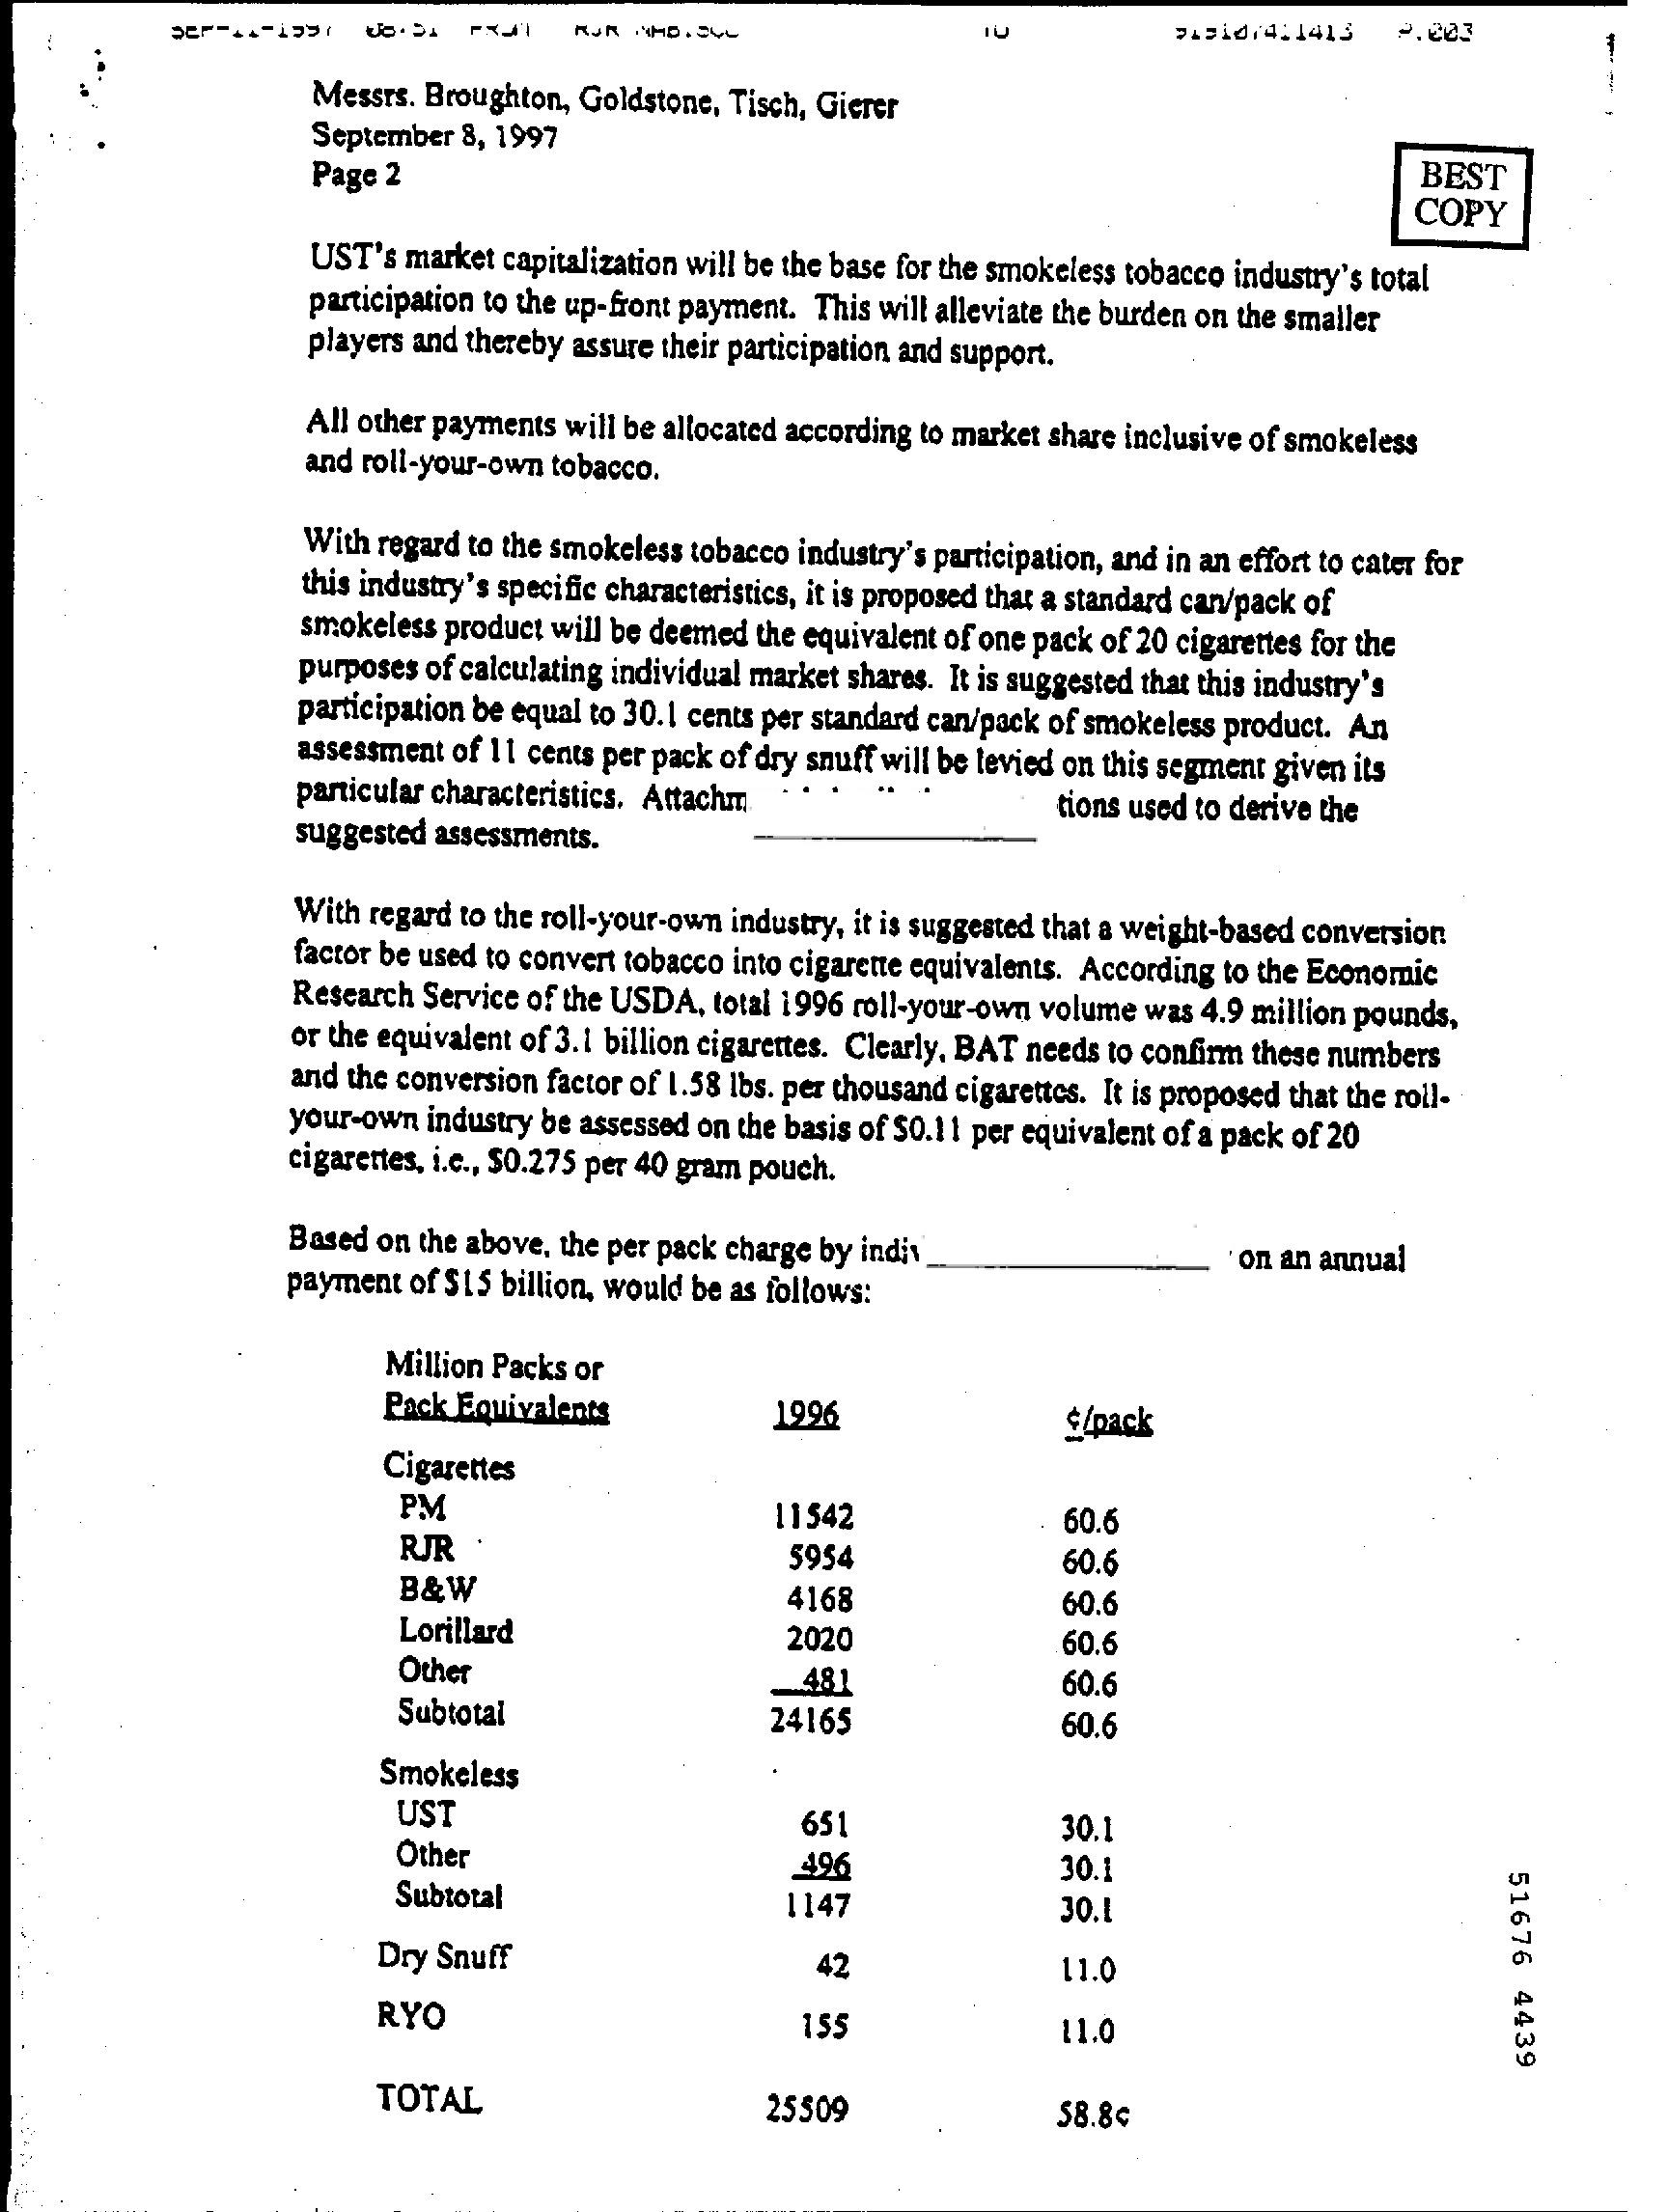 TO P.003
Messrs. Broughton, Goldstone, Tisch, Gierer
September 8, 1997
Page 2
BEST
COPY
UST's market capitalization will be the base for the smokeless tobacco industry's total
participation to the up-front payment. This will alleviate the burden on the smaller
players and thereby assure their participation and support.
All other payments will be allocated according to market share inclusive of smokeless
and roll-your-own tobacco.
With regard to the smokeless tobacco industry's participation, and in an effort to cater for
this industry's specific characteristics, it is proposed that a standard can/pack of
smokeless product will be deemed the equivalent of one pack of 20 cigarettes for the
purposes of calculating individual market shares. It is suggested that this industry's
participation be equal to 30.1 cents per standard can/pack of smokeless product. An
assessment of 11 cents per pack of dry snuff will be levied on this segment given its
particular characteristics. Attachm tions used to derive the
suggested assessments.
With regard to the roll-your-own industry, it is suggested that a weight-based conversion
factor be used to convert tobacco into cigarette equivalents. According to the Economic
Research Service of the USDA, total 1996 roll-your-own volume was 4.9 million pounds,
or the equivalent of 3.1 billion cigarettes. Clearly, BAT needs to confirm these numbers
and the conversion factor of 1.58 lbs. per thousand cigarettes. It is proposed that the roll-
your-own industry be assessed on the basis of $0.11 per equivalent of a pack of 20
cigarettes, i.e., $0.275 per 40 gram pouch.
Based on the above, the per pack charge by indiv on an annual
payment of $15 billion, would be as follows:
Million Packs or
Pack Equivalents 1996 ¢/pack
Cigarettes
PM 11542 60.6
RJR 5954 60.6
B&W 4168 60.6
Lorillard 2020 60.6
Other 481 60.6
Subtotal 24165 60.6
Smokeless
UST 651 30.1
Other 496 30.1
Subtotal 1147 30.1
Dry Snuff 42 11.0
RYO 155 11.0
TOTAL 25509 58.8¢
51676 4439